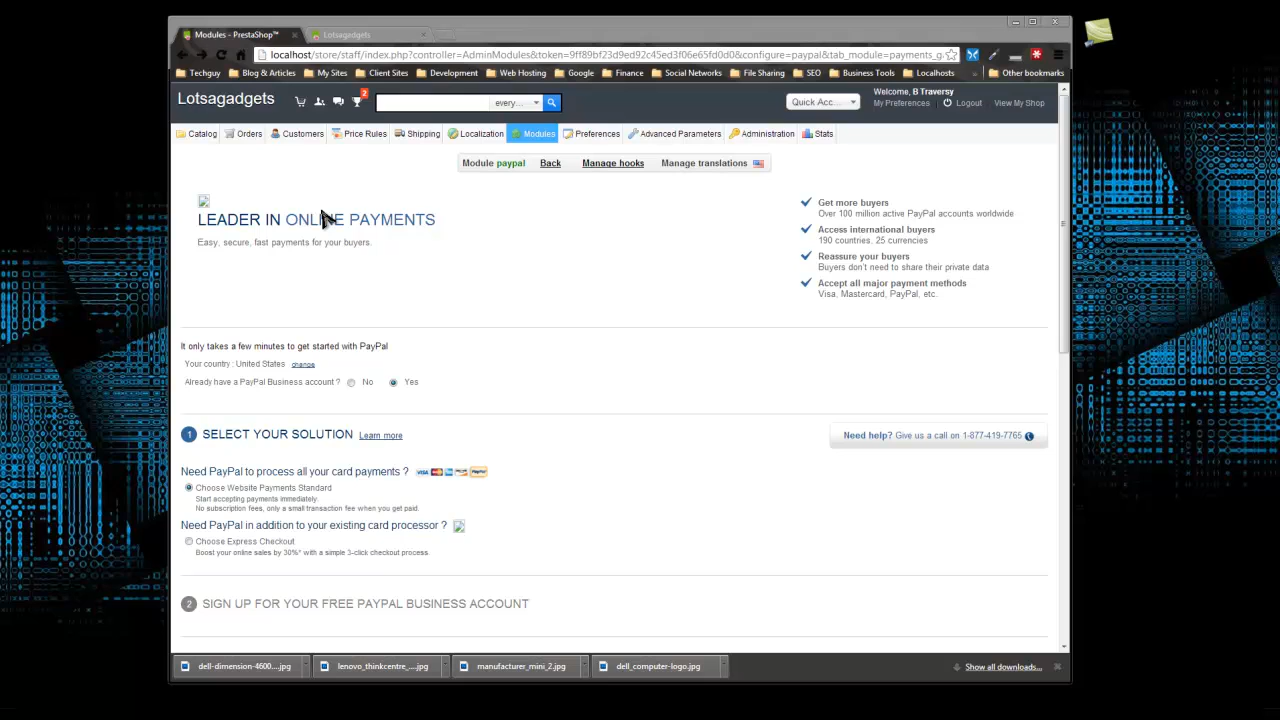 Modules - PrestaShop™
Lotsagadgets
localhost/store/staff/index.php?controller=AdminModules&token=9ff89bf23d9ed92c45ed3f06e65fd0d0&configure=paypal&tab_module=payments_g
Techguy Blog & Articles My Sites Client Sites Development Web Hosting Google Finance Social Networks File Sharing SEO Business Tools Localhosts » Other bookmarks
Lotsagadgets
2
every...
Quick Acc...
Welcome, B Traversy
My Preferences Logout View My Shop
Catalog Orders Customers Price Rules Shipping Localization Modules Preferences Advanced Parameters Administration Stats
Module paypal Back Manage hooks Manage translations
LEADER IN ONLINE PAYMENTS
Easy, secure, fast payments for your buyers.
Get more buyers
Over 100 million active PayPal accounts worldwide
Access international buyers
190 countries, 25 currencies
Reassure your buyers
Buyers don't need to share their private data
Accept all major payment methods
Visa, Mastercard, PayPal, etc.
It only takes a few minutes to get started with PayPal
Your country : United States change
Already have a PayPal Business account ? No Yes
1 SELECT YOUR SOLUTION Learn more
Need help? Give us a call on 1-877-419-7765
Need PayPal to process all your card payments ? VISA PayPal
Choose Website Payments Standard
Start accepting payments immediately.
No subscription fees, only a small transaction fee when you get paid.
Need PayPal in addition to your existing card processor ?
Choose Express Checkout
Boost your online sales by 30%* with a simple 3-click checkout process.
2 SIGN UP FOR YOUR FREE PAYPAL BUSINESS ACCOUNT
dell-dimension-4600....jpg lenovo_thinkcentre_....jpg manufacturer_mini_2.jpg dell_computer-logo.jpg Show all downloads...